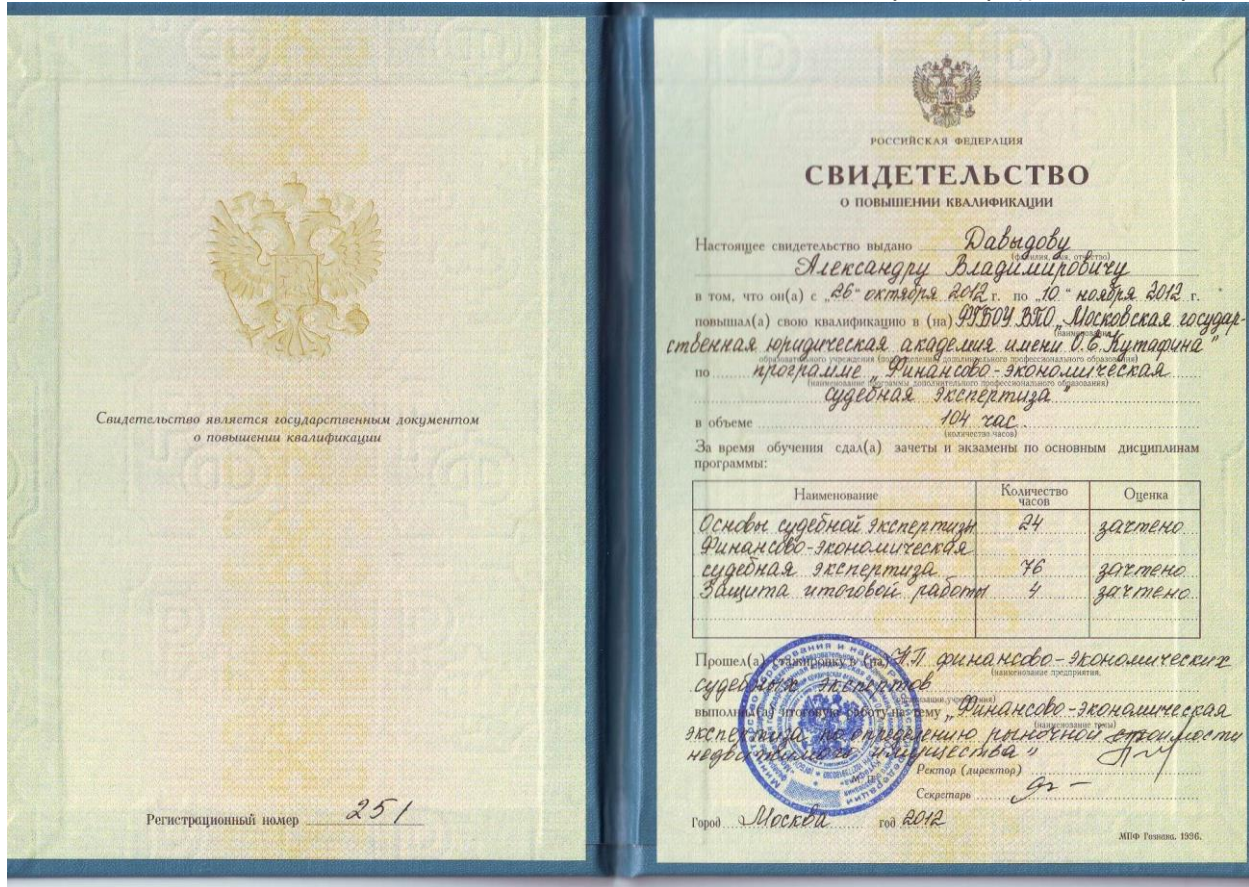 Свидетельство является государственным документом
о повышении квалификации
Регистрационный номер 251
РОССИЙСКАЯ ФЕДЕРАЦИЯ
СВИДЕТЕЛЬСТВО
О ПОВЫШЕНИИ КВАЛИФИКАЦИИ
Настоящее свидетельство выдано Давыдову
(фамилия, имя, отчество)
Александру Владимировичу
в том, что он(а) с „26" октября 2012 г. по „10" ноября 2012 г.
повышал(а) свою квалификацию в (на) ФГБОУ ВПО „Московская государ-
(наименование
ственная юридическая академия имени О.Е. Кутафина"
образовательного учреждения (подразделения) дополнительного профессионального образования)
по программе „Финансово-экономическая
(наименование программы дополнительного профессионального образования)
судебная экспертиза"
в объеме 104 час.
(количество часов)
За время обучения сдал(а) зачеты и экзамены по основным дисциплинам
программы:
Наименование Количество часов Оценка
Основы судебной экспертизы 24 зачтено
Финансово-экономическая
судебная экспертиза 76 зачтено
Защита итоговой работы 4 зачтено
Прошел(а) стажировку в (на) Н.П. финансово-экономических
(наименование предприятия,
судебных экспертов
организации, учреждения)
выполнил(а) итоговую работу на тему „Финансово-экономическая
(наименование темы)
экспертиза по определению рыночной стоимости
недвижимого имущества"
Ректор (директор)
Секретарь
Город Москва год 2012
МПФ Гознака. 1996.